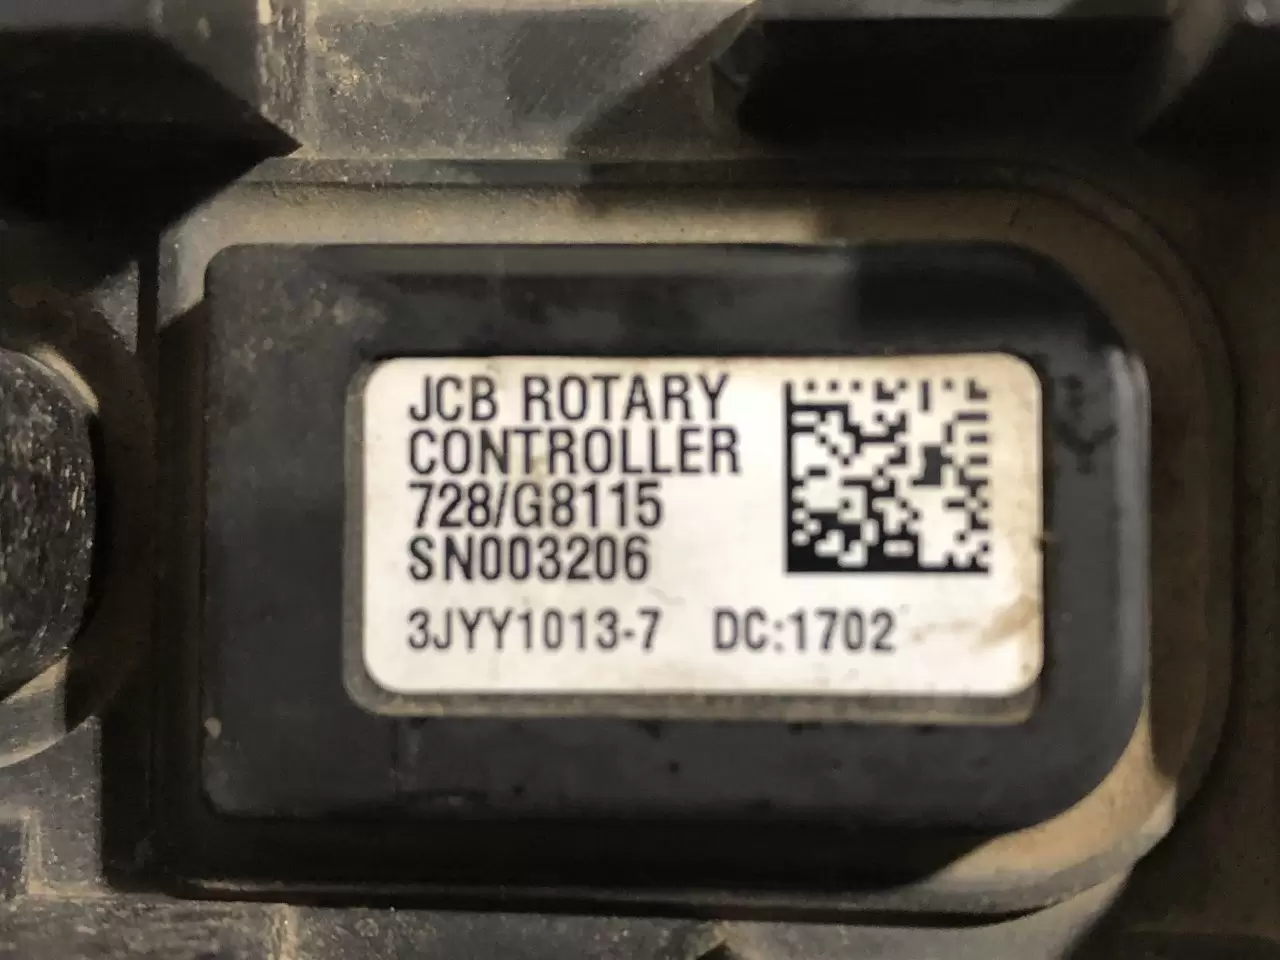 JCB ROTARY
CONTROLLER
728/G8115
SN003206
3JYY1013-7 DC:1702